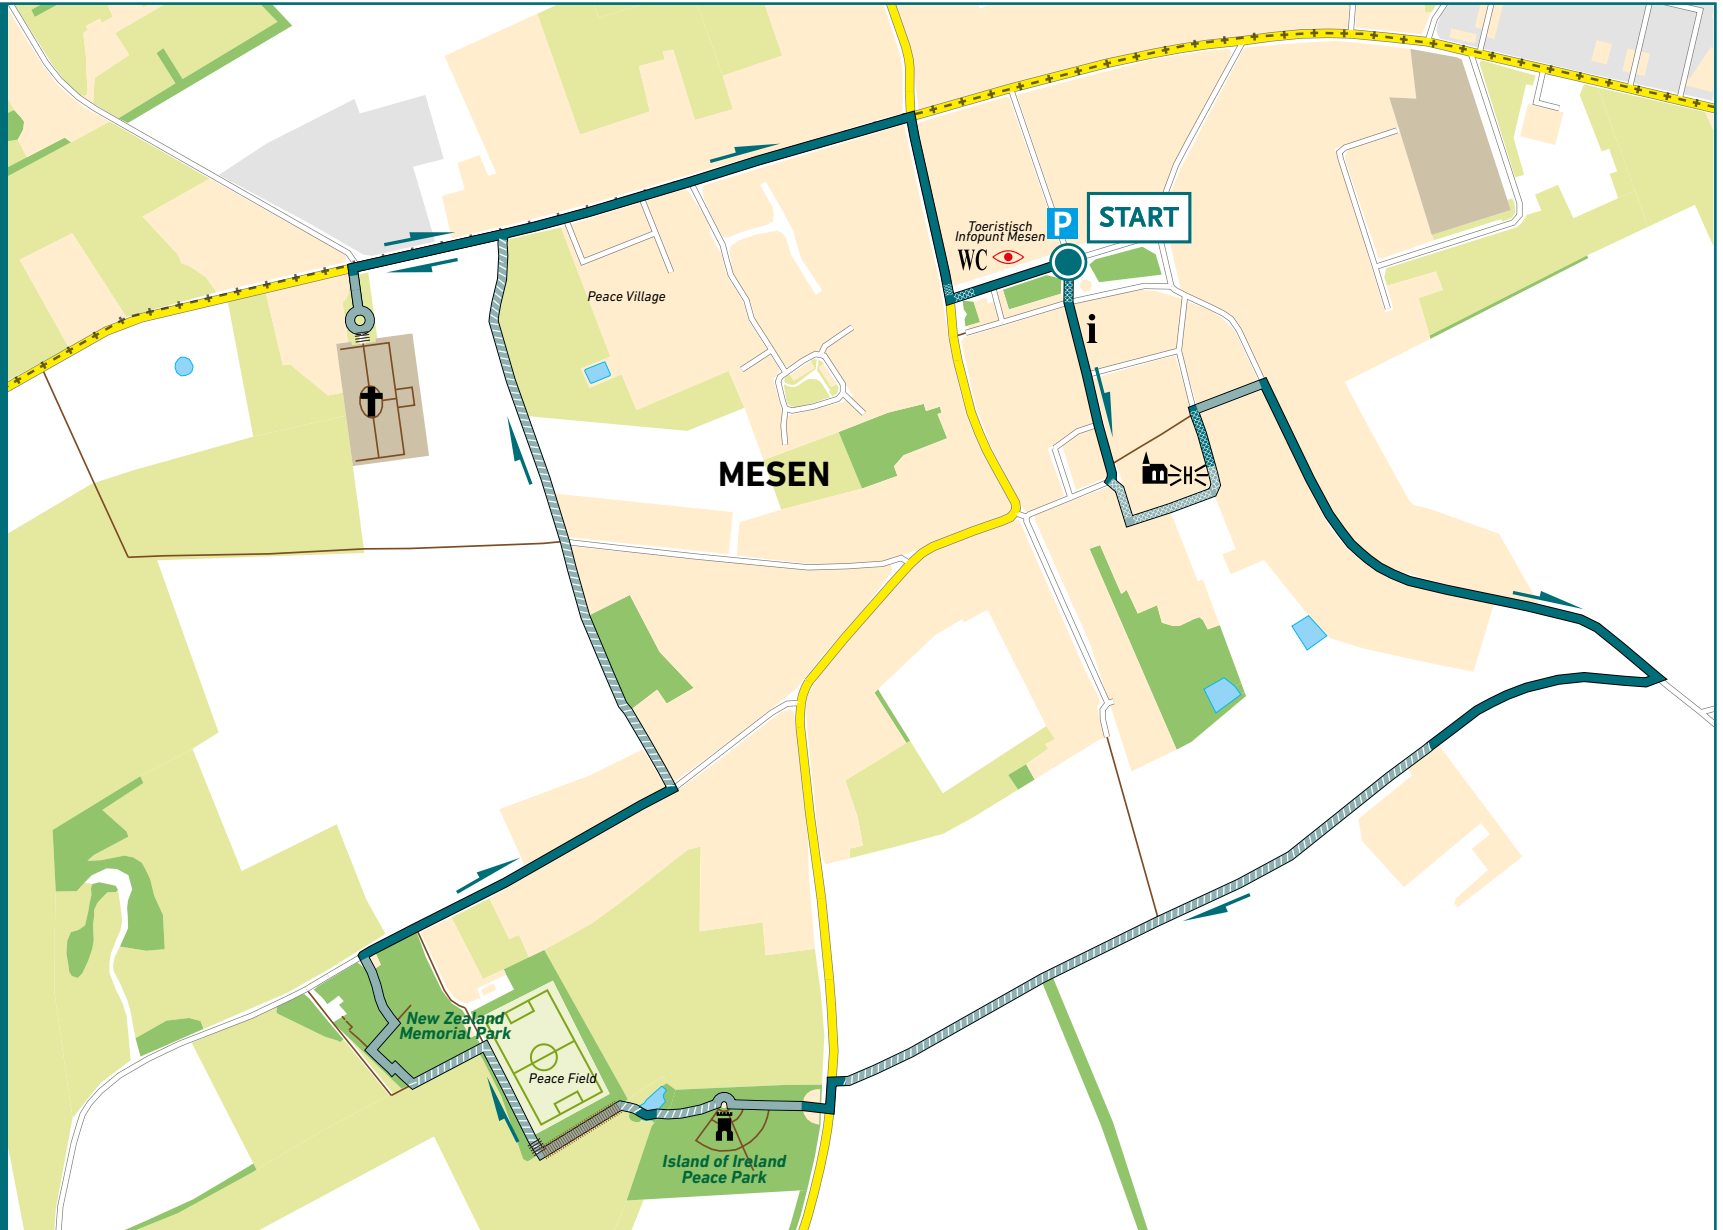 P
START
Toeristisch
Infopunt Mesen
WC
Peace Village
i
MESEN
H
New Zealand
Memorial Park
Peace Field
Island of Ireland
Peace Park